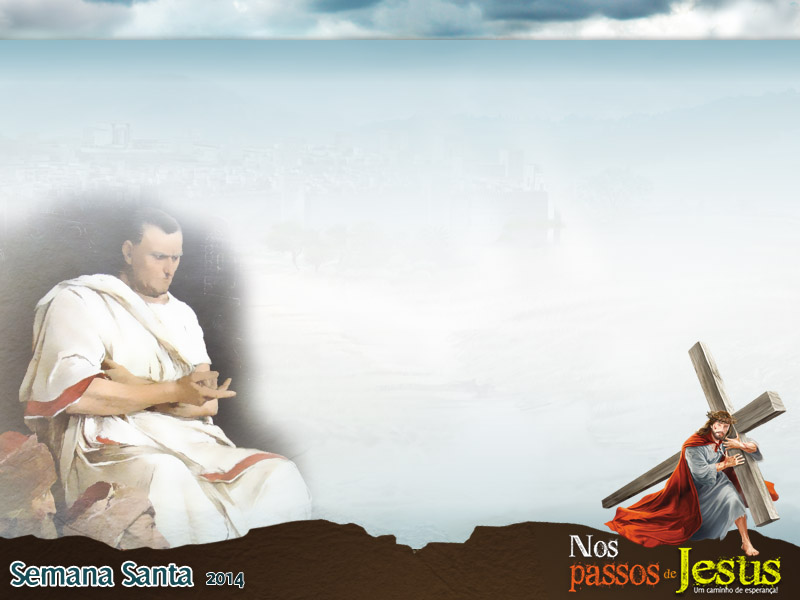 Semana Santa 2014
Nos
passos de Jesus
Um caminho de esperança!